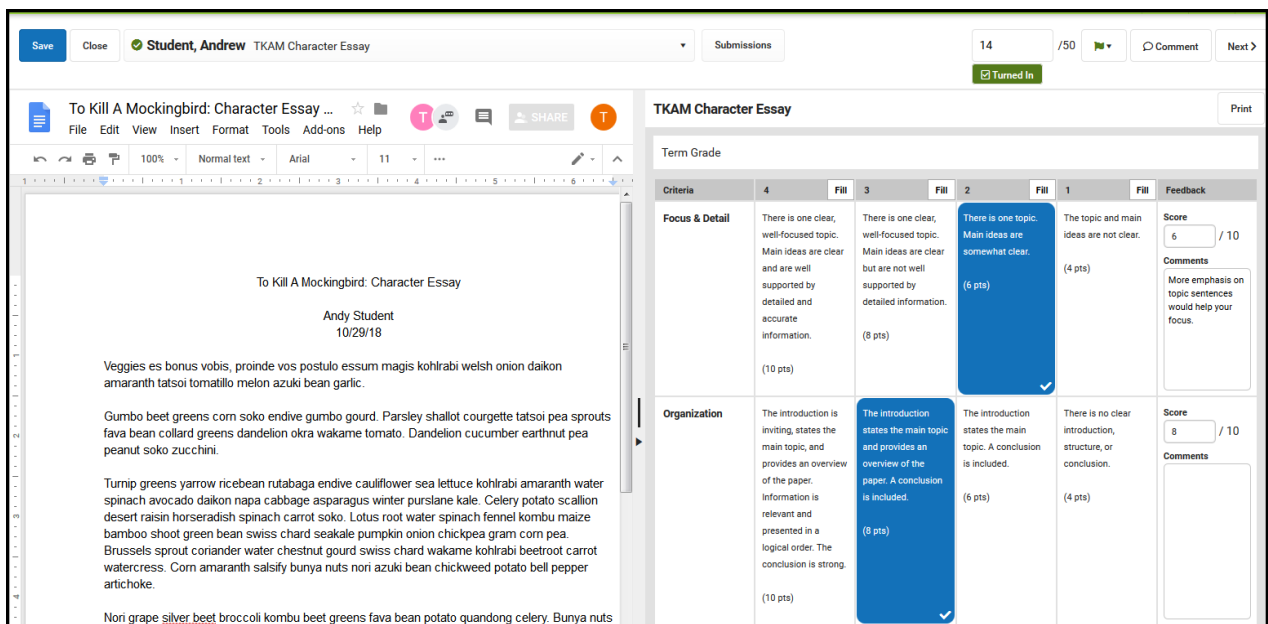 Save
Close
Student, Andrew TKAM Character Essay
Submissions
14 /50
Comment
Next
Turned In
To Kill A Mockingbird: Character Essay ...
T
SHARE
T
File Edit View Insert Format Tools Add-ons Help
100% Normal text Arial 11 ...
1 1 2 3 4 5 6
To Kill A Mockingbird: Character Essay
Andy Student
10/29/18
Veggies es bonus vobis, proinde vos postulo essum magis kohlrabi welsh onion daikon
amaranth tatsoi tomatillo melon azuki bean garlic.
Gumbo beet greens corn soko endive gumbo gourd. Parsley shallot courgette tatsoi pea sprouts
fava bean collard greens dandelion okra wakame tomato. Dandelion cucumber earthnut pea
peanut soko zucchini.
Turnip greens yarrow ricebean rutabaga endive cauliflower sea lettuce kohlrabi amaranth water
spinach avocado daikon napa cabbage asparagus winter purslane kale. Celery potato scallion
desert raisin horseradish spinach carrot soko. Lotus root water spinach fennel kombu maize
bamboo shoot green bean swiss chard seakale pumpkin onion chickpea gram corn pea.
Brussels sprout coriander water chestnut gourd swiss chard wakame kohlrabi beetroot carrot
watercress. Corn amaranth salsify bunya nuts nori azuki bean chickweed potato bell pepper
artichoke.
Nori grape silver beet broccoli kombu beet greens fava bean potato quandong celery. Bunya nuts
1
2
3
4
TKAM Character Essay
Print
Term Grade
Criteria
4 Fill
3 Fill
2 Fill
1 Fill
Feedback
Focus & Detail
There is one clear,
well-focused topic.
Main ideas are clear
and are well
supported by
detailed and
accurate
information.
(10 pts)
There is one clear,
well-focused topic.
Main ideas are clear
but are not well
supported by
detailed information.
(8 pts)
There is one topic.
Main ideas are
somewhat clear.
(6 pts)
The topic and main
ideas are not clear.
(4 pts)
Score
6 / 10
Comments
More emphasis on
topic sentences
would help your
focus.
Organization
The introduction is
inviting, states the
main topic, and
provides an overview
of the paper.
Information is
relevant and
presented in a
logical order. The
conclusion is strong.
(10 pts)
The introduction
states the main topic
and provides an
overview of the
paper. A conclusion
is included.
(8 pts)
The introduction
states the main
topic. A conclusion
is included.
(6 pts)
There is no clear
introduction,
structure, or
conclusion.
(4 pts)
Score
8 / 10
Comments